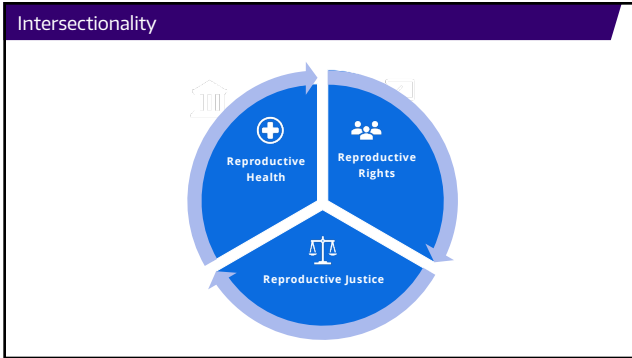 Intersectionality
Reproductive
Health
Reproductive
Rights
Reproductive Justice